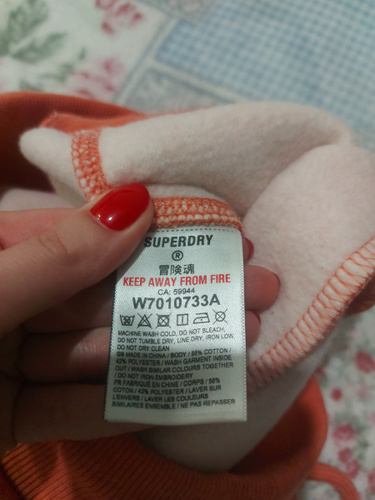 SUPERDRY
®
冒険魂
KEEP AWAY FROM FIRE
CA: 59944
W7010733A
MACHINE WASH COLD, DO NOT BLEACH,
DO NOT TUMBLE DRY, LINE DRY, IRON LOW,
DO NOT DRY CLEAN
GB MADE IN CHINA / BODY / 58% COTTON /
42% POLYESTER / WASH GARMENT INSIDE
OUT / WASH SIMILAR COLOURS TOGETHER
/ DO NOT IRON EMBROIDERY
FR FABRIQUÉ EN CHINE / CORPS / 58%
COTON / 42% POLYESTER / LAVER SUR
L'ENVERS / LAVER LES COULEURS
SIMILAIRES ENSEMBLE / NE PAS REPASSER